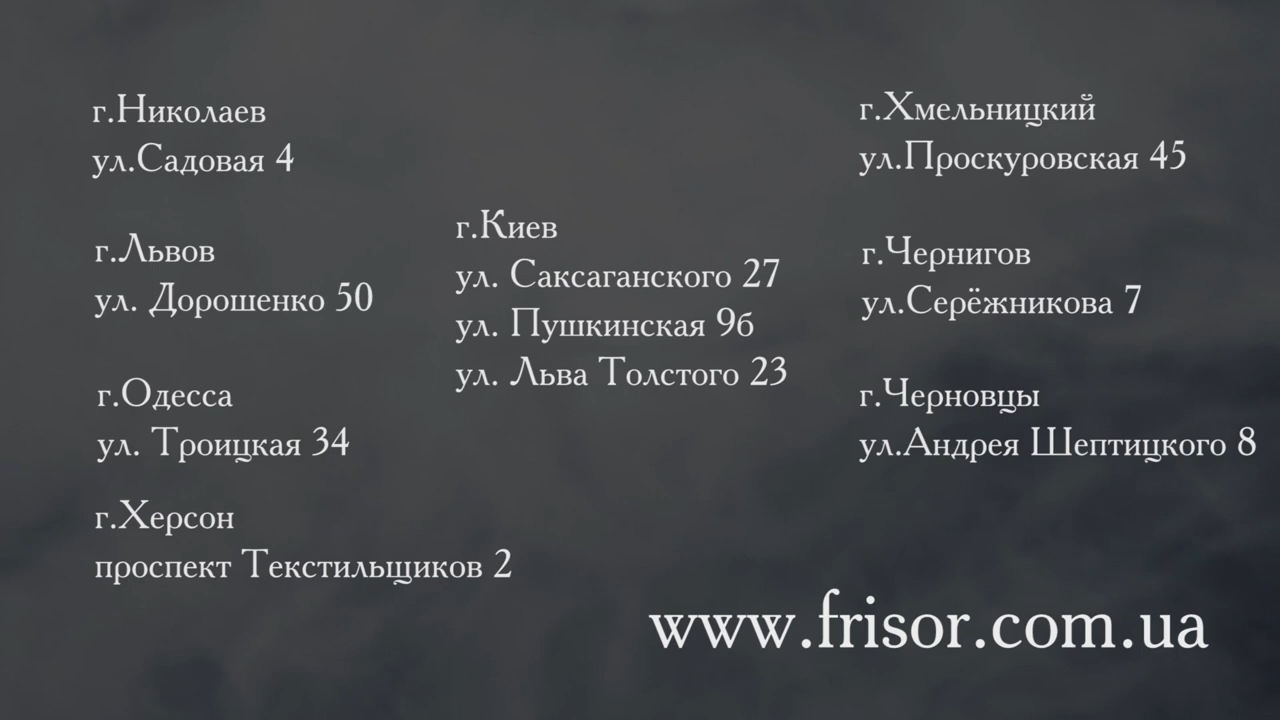 г.Николаев
ул.Садовая 4
г.Львов
ул. Дорошенко 50
г.Одесса
ул. Троицкая 34
г.Херсон
проспект Текстильщиков 2
г.Киев
ул. Саксаганского 27
ул. Пушкинская 9б
ул. Льва Толстого 23
г.Хмельницкий
ул.Проскуровская 45
г.Чернигов
ул.Серёжникова 7
г.Черновцы
ул.Андрея Шептицкого 8
www.frisor.com.ua